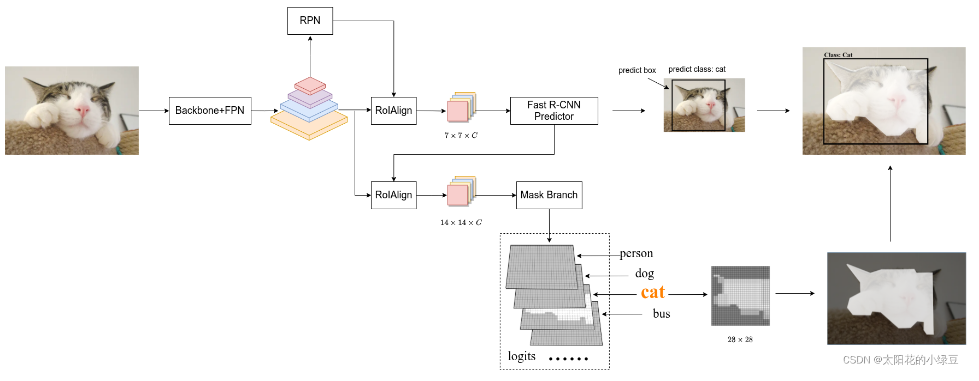 RPN
Backbone+FPN
RoIAlign
7 × 7 × C
Fast R-CNN
Predictor
predict box
predict class: cat
Class: Cat
RoIAlign
14 × 14 × C
Mask Branch
person
dog
cat
bus
logits ······
28 × 28
CSDN @太阳花的小绿豆